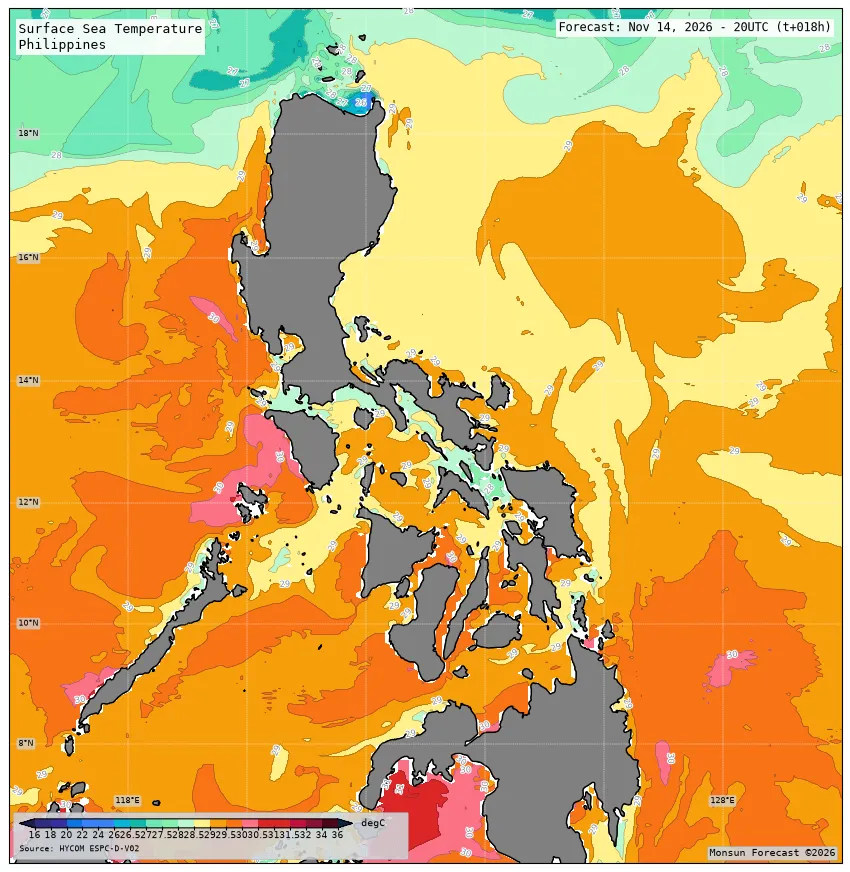 Surface Sea Temperature
Philippines
Forecast: Nov 14, 2026 - 20UTC (t+018h)
18°N
16°N
14°N
12°N
10°N
8°N
118°E
128°E
16 18 20 22 24 26 26.5 27 27.5 28 28.5 29 29.5 30 30.5 31 31.5 32 34 36
degC
Source: HYCOM ESPC-D-V02
Monsun Forecast ©2026